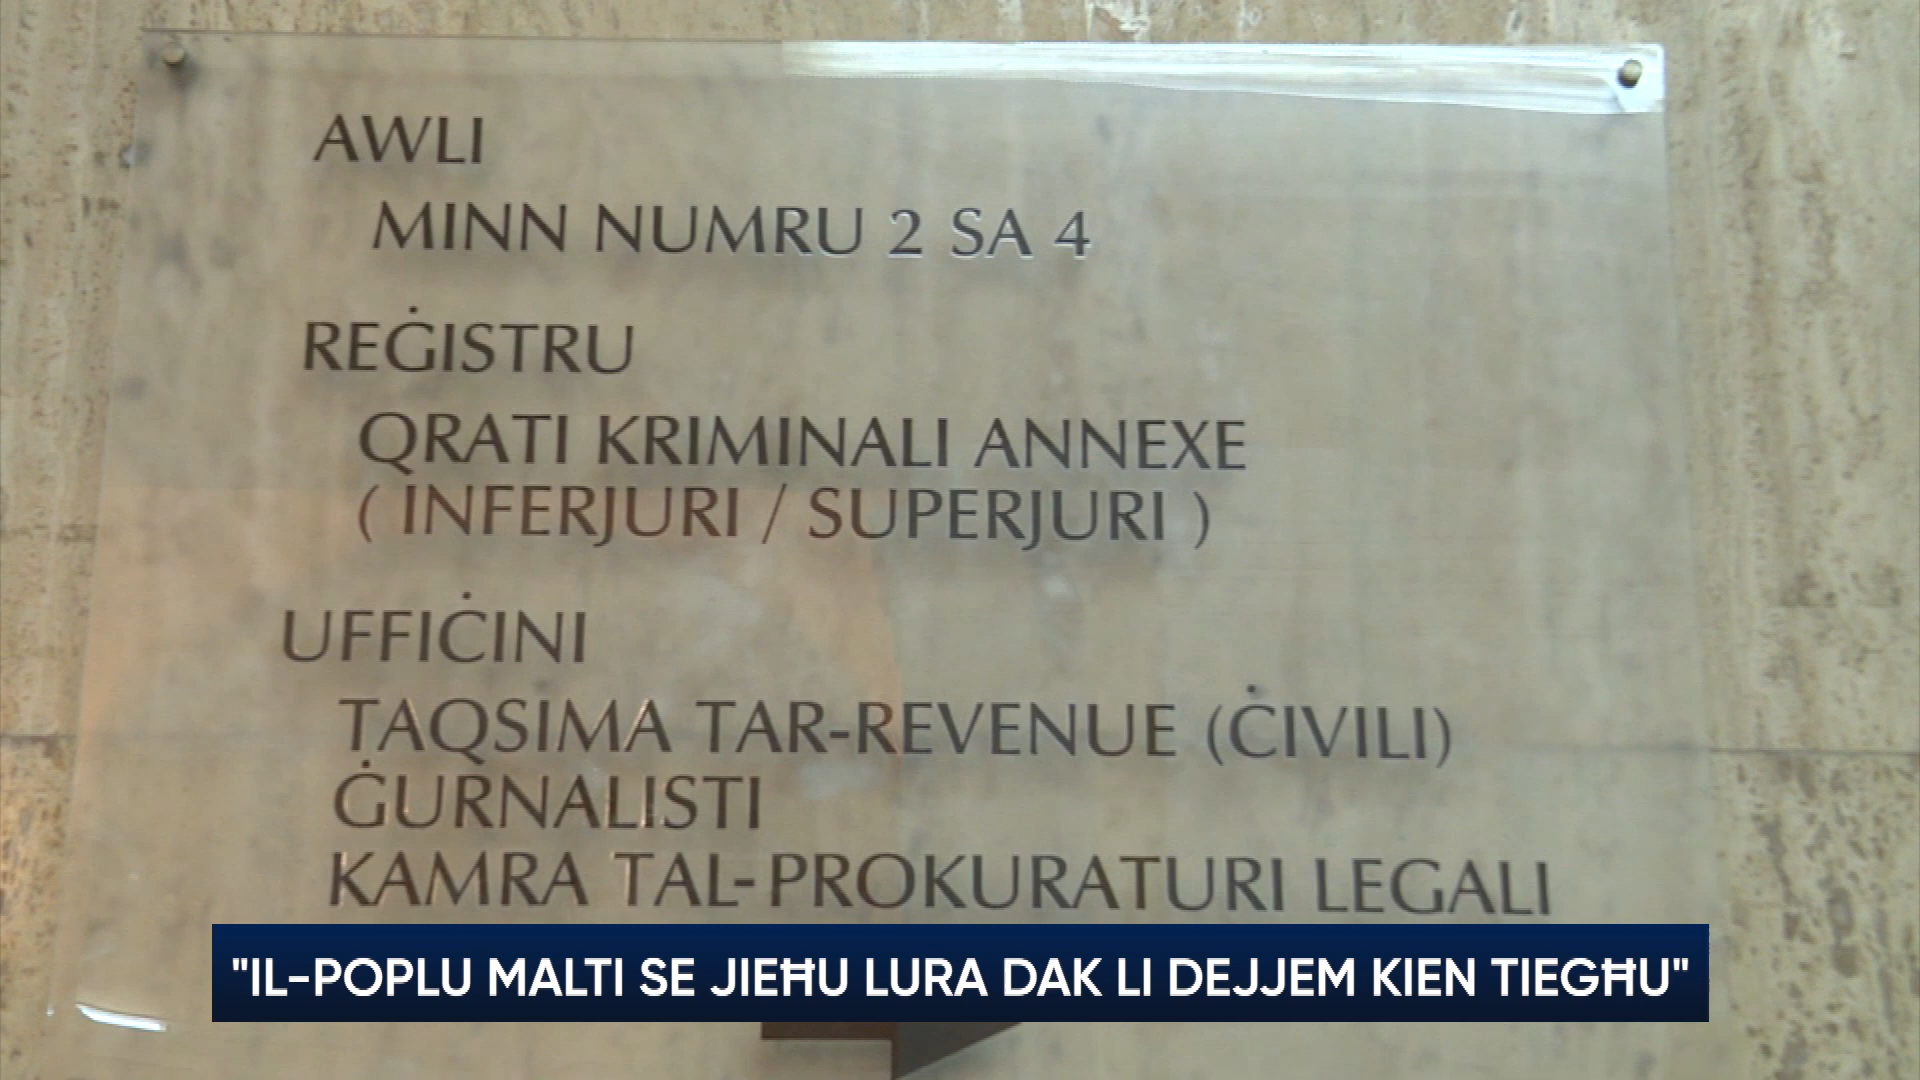 AWLI
MINN NUMRU 2 SA 4
REĠISTRU
QRATI KRIMINALI ANNEXE
( INFERJURI / SUPERJURI )
UFFIĊINI
TAQSIMA TAR-REVENUE (ĊIVILI)
ĠURNALISTI
KAMRA TAL-PROKURATURI LEGALI
"IL-POPLU MALTI SE JIEĦU LURA DAK LI DEJJEM KIEN TIEGĦU"